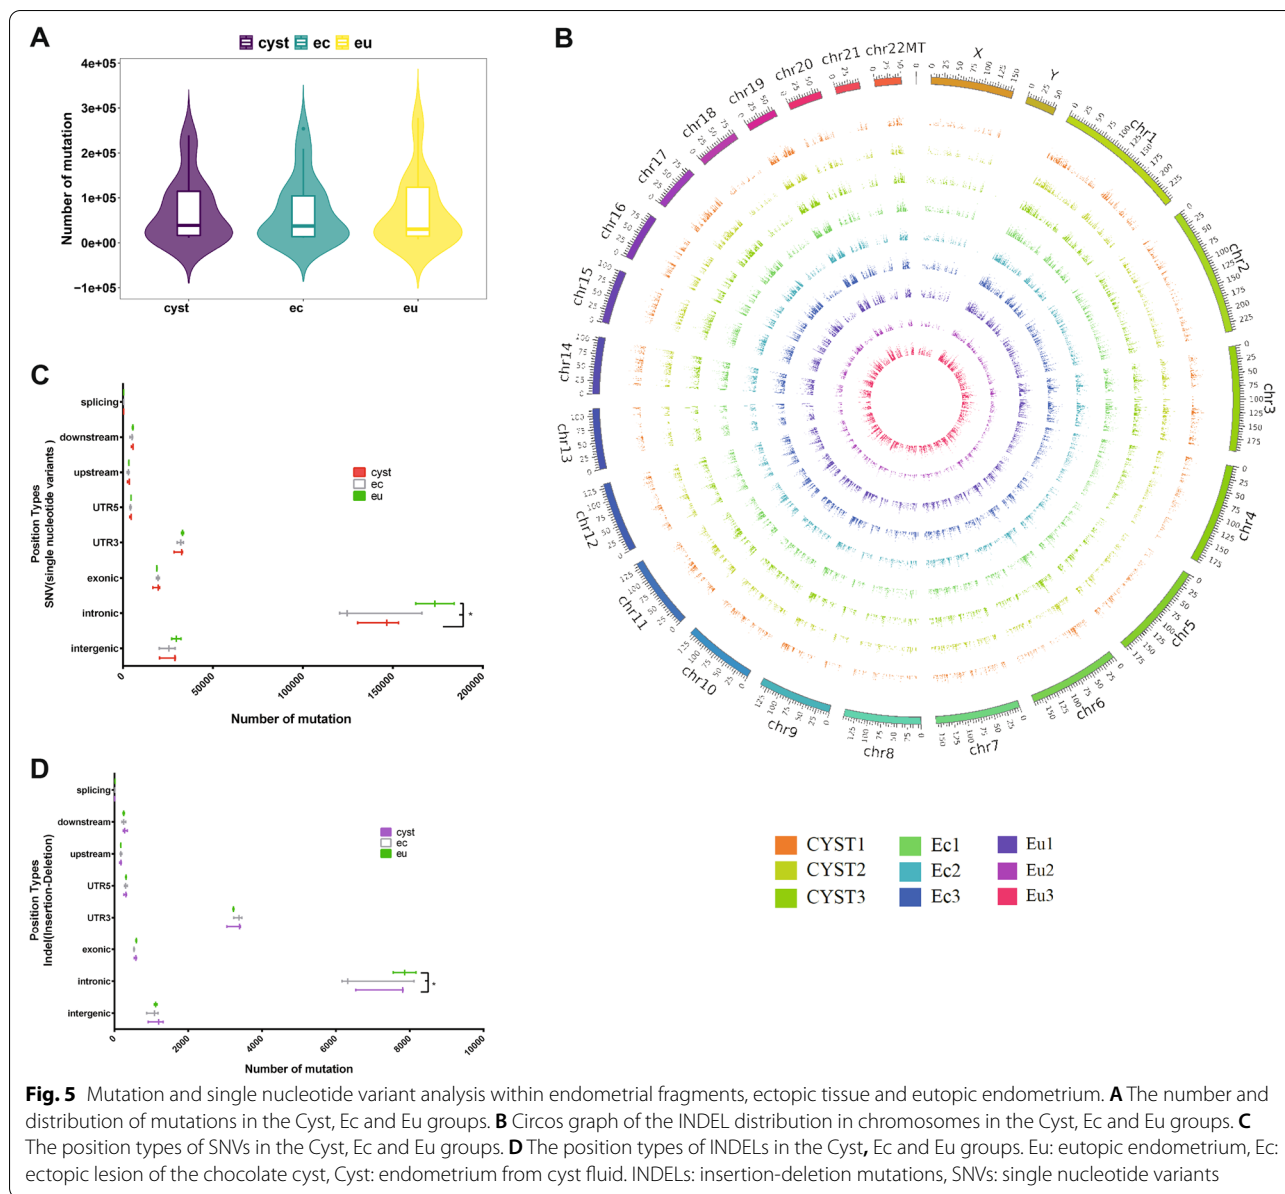 A
cyst ec eu
4e+05
3e+05
2e+05
1e+05
0e+00
−1e+05
Number of mutation
cyst ec eu
B
chr22 MT X Y chr1 chr2 chr3 chr4 chr5 chr6 chr7 chr8 chr9 chr10 chr11 chr12 chr13 chr14 chr15 chr16 chr17 chr18 chr19 chr20 chr21
CYST1 Ec1 Eu1
CYST2 Ec2 Eu2
CYST3 Ec3 Eu3
C
Position Types
SNV(single nucleotide variants)
splicing
downstream
upstream
UTR5
UTR3
exonic
intronic
intergenic
cyst
ec
eu
*
0 50000 100000 150000 200000
Number of mutation
D
Position Types
Indel(Insertion-Deletion)
splicing
downstream
upstream
UTR5
UTR3
exonic
intronic
intergenic
cyst
ec
eu
*
0 2000 4000 6000 8000 10000
Number of mutation
Fig. 5 Mutation and single nucleotide variant analysis within endometrial fragments, ectopic tissue and eutopic endometrium. A The number and
distribution of mutations in the Cyst, Ec and Eu groups. B Circos graph of the INDEL distribution in chromosomes in the Cyst, Ec and Eu groups. C
The position types of SNVs in the Cyst, Ec and Eu groups. D The position types of INDELs in the Cyst, Ec and Eu groups. Eu: eutopic endometrium, Ec:
ectopic lesion of the chocolate cyst, Cyst: endometrium from cyst fluid. INDELs: insertion-deletion mutations, SNVs: single nucleotide variants